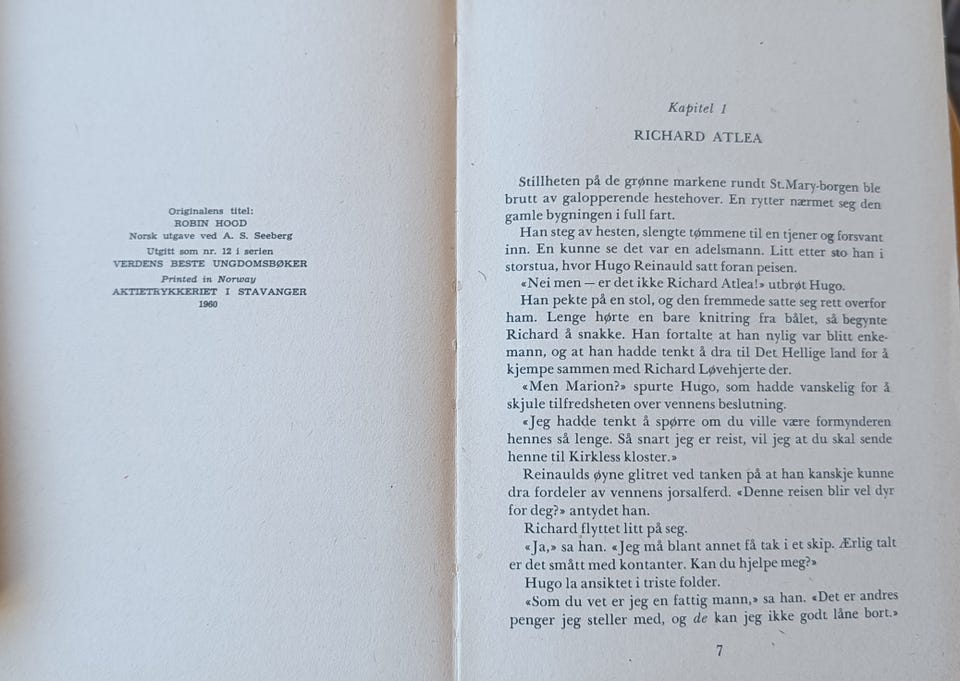 Originalens titel:
ROBIN HOOD
Norsk utgave ved A. S. Seeberg
Utgitt som nr. 12 i serien
VERDENS BESTE UNGDOMSBØKER
Printed in Norway
AKTIETRYKKERIET I STAVANGER
1960
Kapitel 1
RICHARD ATLEA
Stillheten på de grønne markene rundt St.Mary-borgen ble
brutt av galopperende hestehover. En rytter nærmet seg den
gamle bygningen i full fart.
Han steg av hesten, slengte tømmene til en tjener og forsvant
inn. En kunne se det var en adelsmann. Litt etter sto han i
storstua, hvor Hugo Reinauld satt foran peisen.
«Nei men — er det ikke Richard Atlea!» utbrøt Hugo.
Han pekte på en stol, og den fremmede satte seg rett overfor
ham. Lenge hørte en bare knitring fra bålet, så begynte
Richard å snakke. Han fortalte at han nylig var blitt enke-
mann, og at han hadde tenkt å dra til Det Hellige land for å
kjempe sammen med Richard Løvehjerte der.
«Men Marion?» spurte Hugo, som hadde vanskelig for å
skjule tilfredsheten over vennens beslutning.
«Jeg hadde tenkt å spørre om du ville være formynderen
hennes så lenge. Så snart jeg er reist, vil jeg at du skal sende
henne til Kirkless kloster.»
Reinaulds øyne glitret ved tanken på at han kanskje kunne
dra fordeler av vennens jorsalferd. «Denne reisen blir vel dyr
for deg?» antydet han.
Richard flyttet litt på seg.
«Ja,» sa han. «Jeg må blant annet få tak i et skip. Ærlig talt
er det smått med kontanter. Kan du hjelpe meg?»
Hugo la ansiktet i triste folder.
«Som du vet er jeg en fattig mann,» sa han. «Det er andres
penger jeg steller med, og de kan jeg ikke godt låne bort.»
7